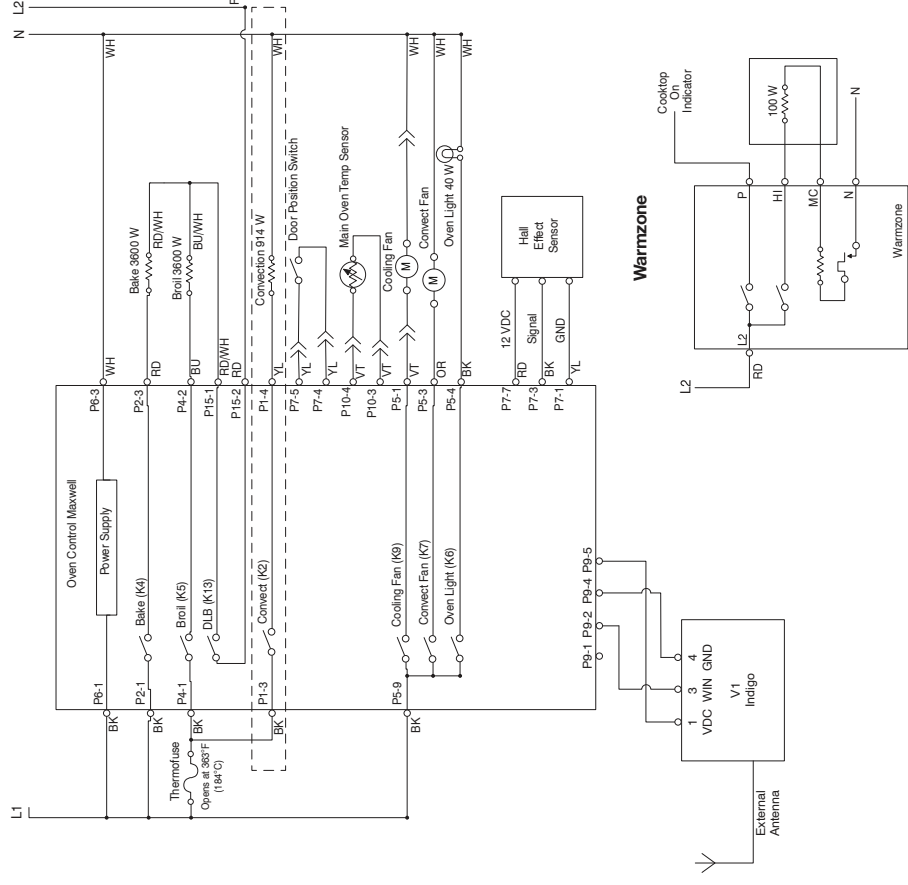 L2
N
L1
Oven Control Maxwell
Power Supply
P6-1
BK
P6-3
WH
WH
Bake (K4)
P2-1
BK
P2-3
RD
Bake 3600 W
RD/WH
Broil (K5)
P4-1
BK
P4-2
BU
Broil 3600 W
BU/WH
Thermofuse
Opens at 363°F
(184°C)
DLB (K13)
P15-1
RD/WH
P15-2
RD
Convect (K2)
P1-3
BK
P1-4
YL
Convection 914 W
WH
P7-5
YL
Door Position Switch
P7-4
YL
P10-4
VT
Main Oven Temp Sensor
P10-3
VT
P5-9
BK
Cooling Fan (K9)
P5-1
VT
Cooling Fan
M
WH
Convect Fan (K7)
P5-3
OR
Convect Fan
M
WH
Oven Light (K6)
P5-4
BK
Oven Light 40 W
WH
P7-7
RD
12 VDC
P7-3
BK
Signal
P7-1
YL
GND
Hall
Effect
Sensor
P9-1
P9-2
P9-4
P9-5
1
3
4
VDC
WIN
GND
V1
Indigo
External
Antenna
Warmzone
L2
RD
L2
P
HI
MC
N
Cooktop
On
Indicator
100 W
N
Warmzone